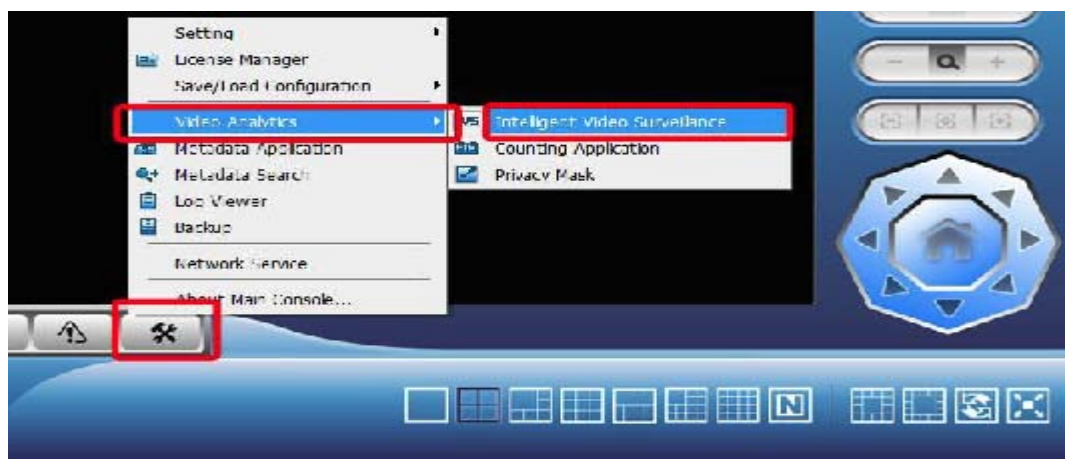 Setting
License Manager
Save/Load Configuration
Video Analytics
Metadata Application
Metadata Search
Log Viewer
Backup
Network Service
About Main Console...
Intelligent Video Surveillance
Counting Application
Privacy Mask
N